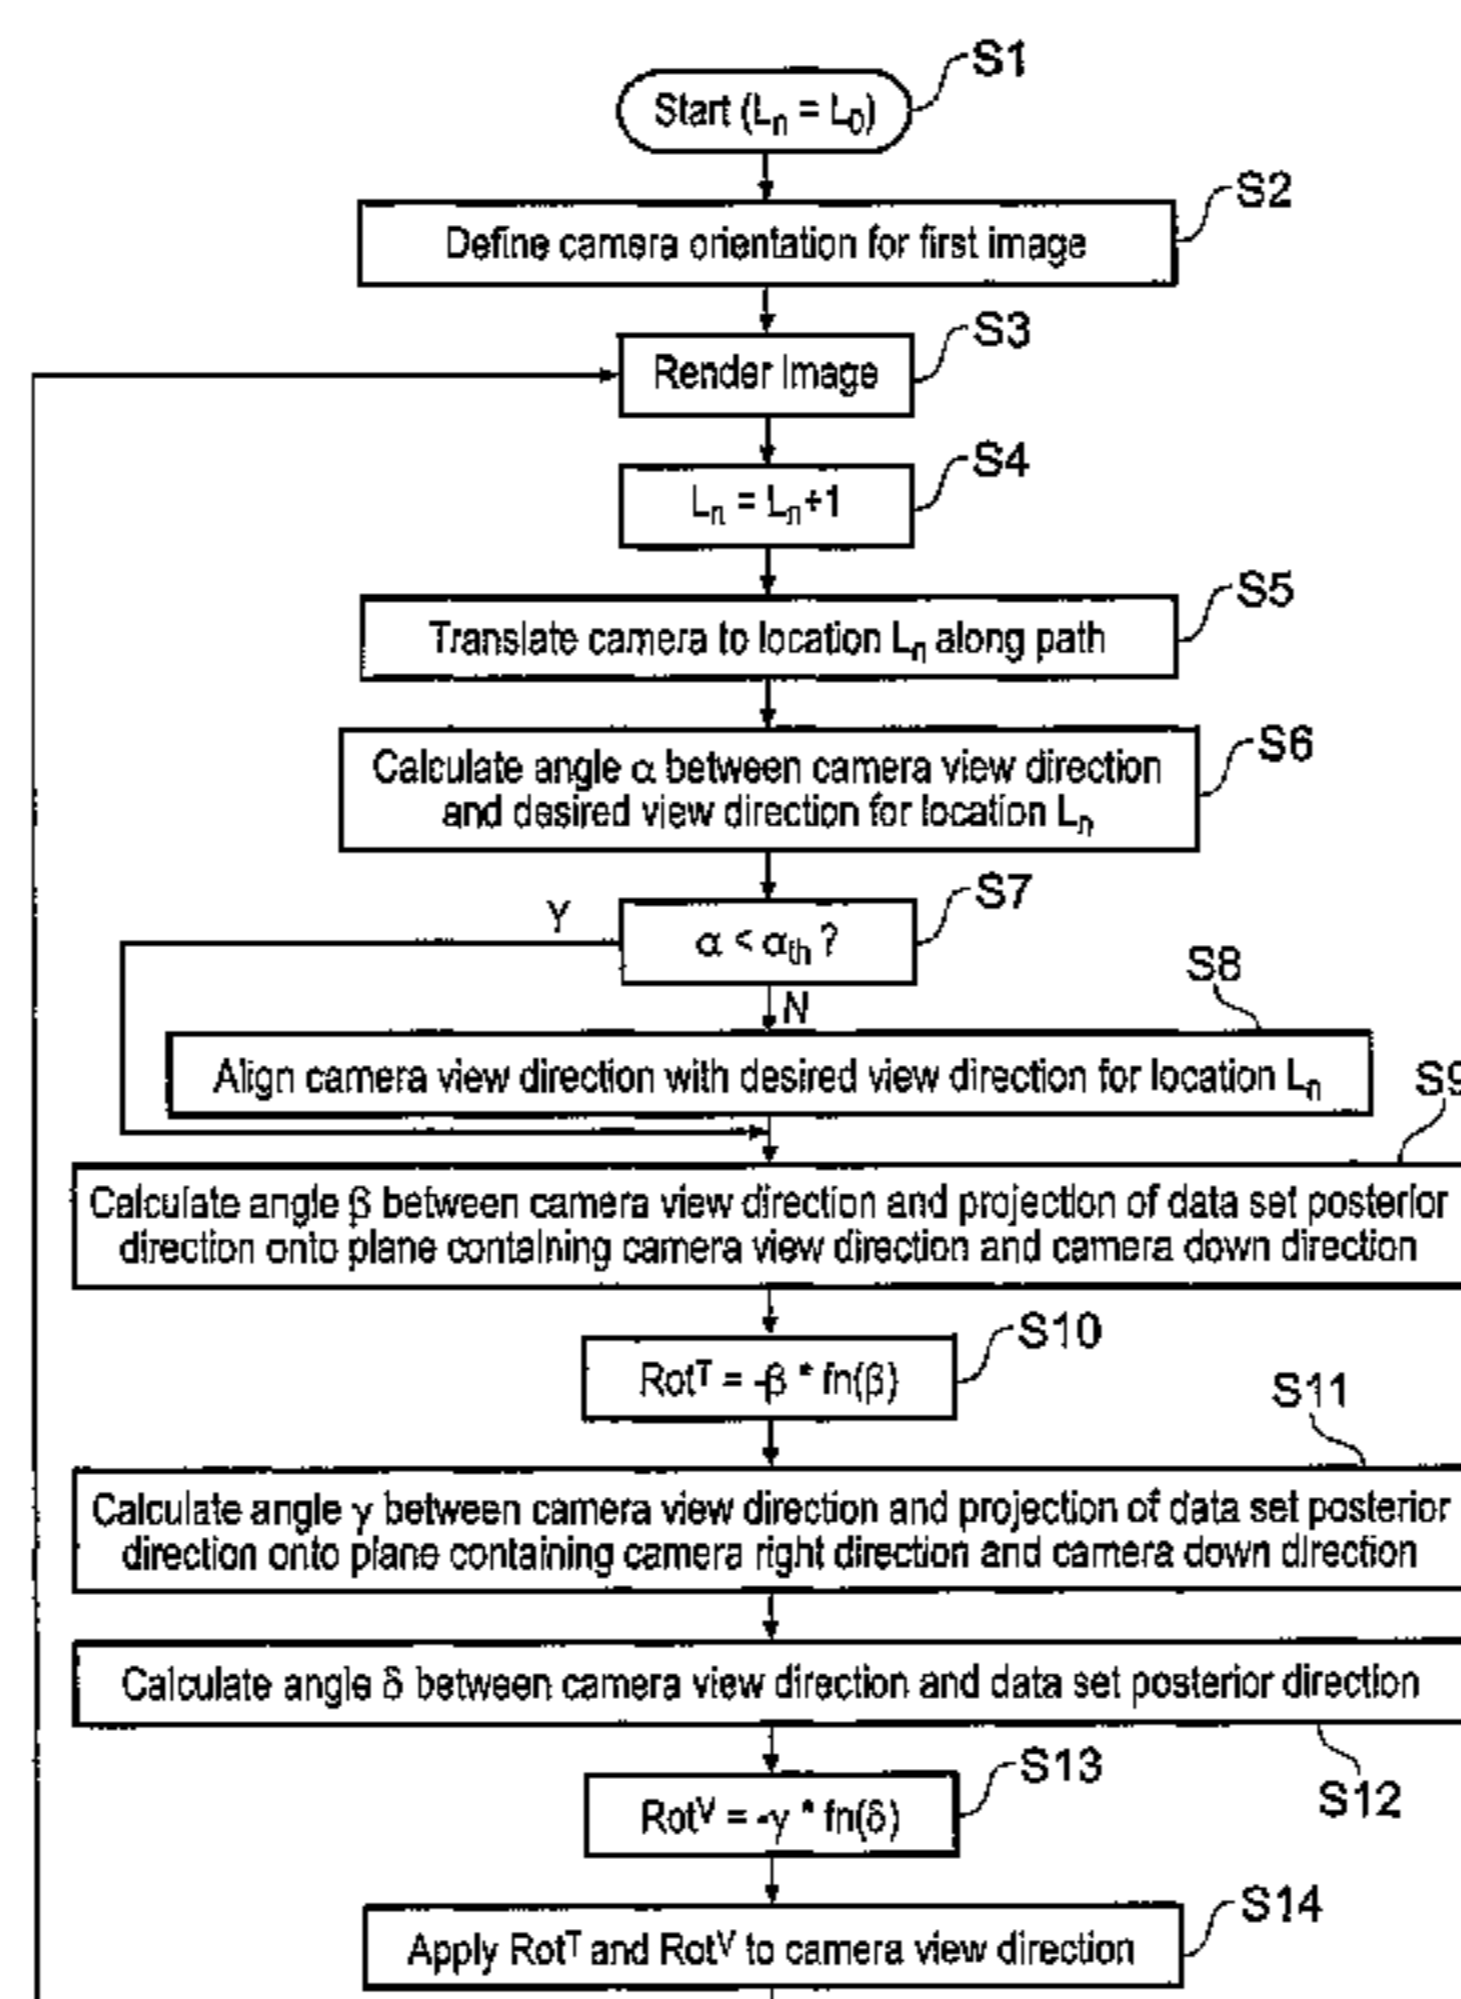 S1
Start (Lₙ = L₀)
S2
Define camera orientation for first image
S3
Render Image
S4
Lₙ = Lₙ+1
S5
Translate camera to location Lₙ along path
S6
Calculate angle α between camera view direction
and desired view direction for location Lₙ
S7
α < αth ?
Y
N
S8
Align camera view direction with desired view direction for location Lₙ
S9
Calculate angle β between camera view direction and projection of data set posterior
direction onto plane containing camera view direction and camera down direction
S10
Rotᵀ = -β * fn(β)
S11
Calculate angle γ between camera view direction and projection of data set posterior
direction onto plane containing camera right direction and camera down direction
Calculate angle δ between camera view direction and data set posterior direction
S12
S13
Rotⱽ = -γ * fn(δ)
S14
Apply Rotᵀ and Rotⱽ to camera view direction